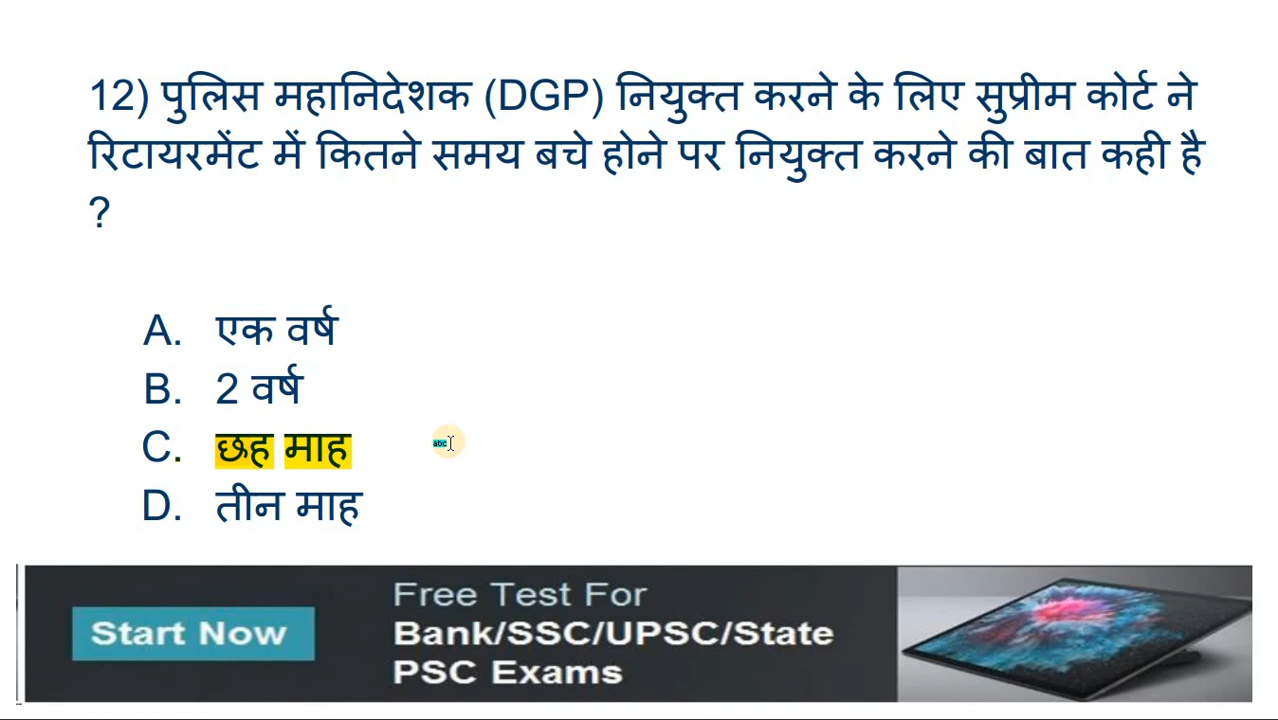 12) पुलिस महानिदेशक (DGP) नियुक्त करने के लिए सुप्रीम कोर्ट ने
रिटायरमेंट में कितने समय बचे होने पर नियुक्त करने की बात कही है
?
A. एक वर्ष
B. 2 वर्ष
C. छह माह
abc
D. तीन माह
Start Now
Free Test For
Bank/SSC/UPSC/State
PSC Exams